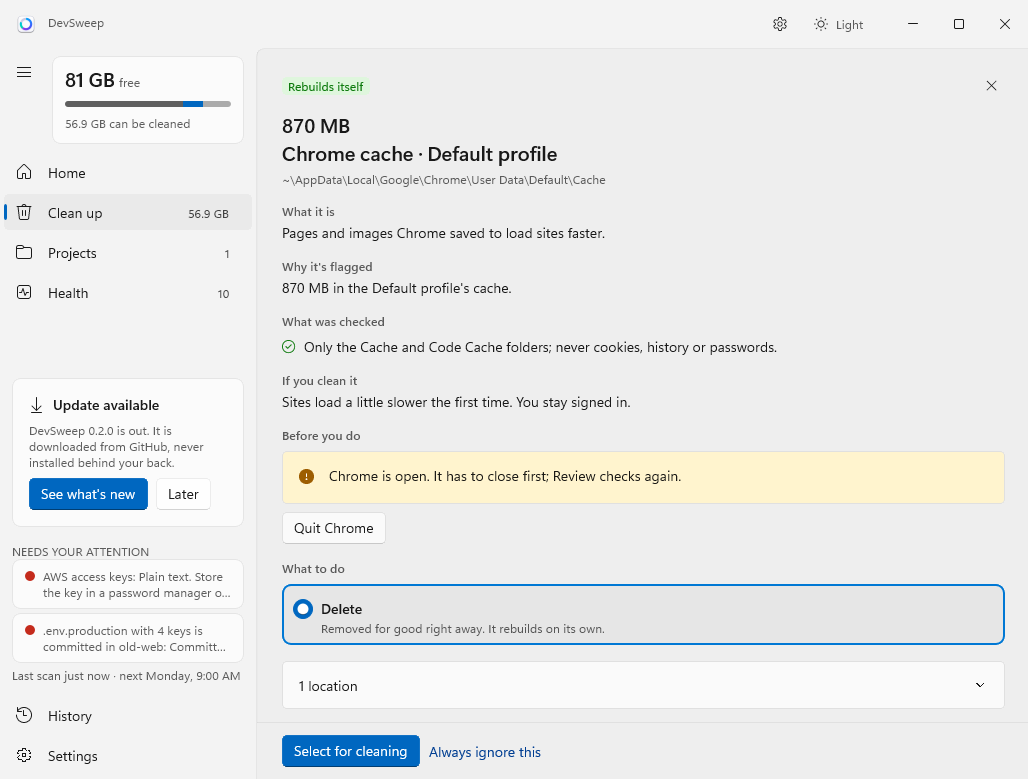 DevSweep
Light
81 GB free
56.9 GB can be cleaned
Home
Clean up 56.9 GB
Projects 1
Health 10
Update available
DevSweep 0.2.0 is out. It is
downloaded from GitHub, never
installed behind your back.
See what's new
Later
NEEDS YOUR ATTENTION
AWS access keys: Plain text. Store
the key in a password manager o...
.env.production with 4 keys is
committed in old-web: Committ...
Last scan just now · next Monday, 9:00 AM
History
Settings
Rebuilds itself
870 MB
Chrome cache · Default profile
~\AppData\Local\Google\Chrome\User Data\Default\Cache
What it is
Pages and images Chrome saved to load sites faster.
Why it's flagged
870 MB in the Default profile's cache.
What was checked
Only the Cache and Code Cache folders; never cookies, history or passwords.
If you clean it
Sites load a little slower the first time. You stay signed in.
Before you do
Chrome is open. It has to close first; Review checks again.
Quit Chrome
What to do
Delete
Removed for good right away. It rebuilds on its own.
1 location
Select for cleaning
Always ignore this